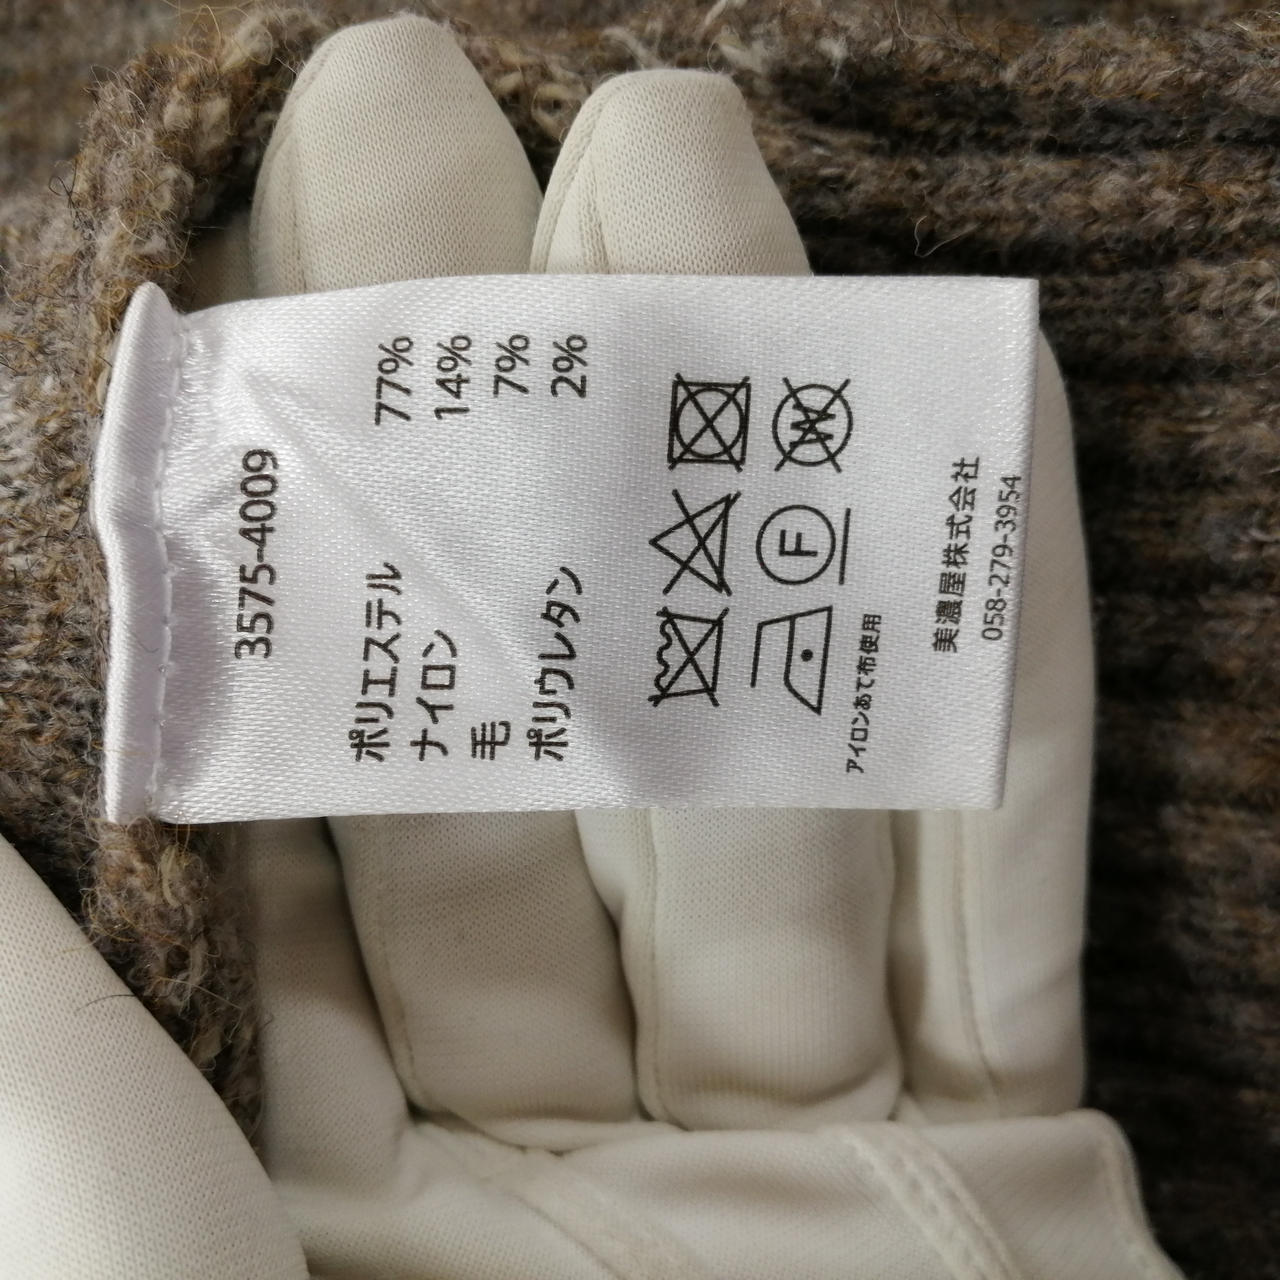 3575-4009
ポリエステル 77%
ナイロン 14%
毛 7%
ポリウレタン 2%
W
F
アイロンあて布使用
美濃屋株式会社
058-279-3954